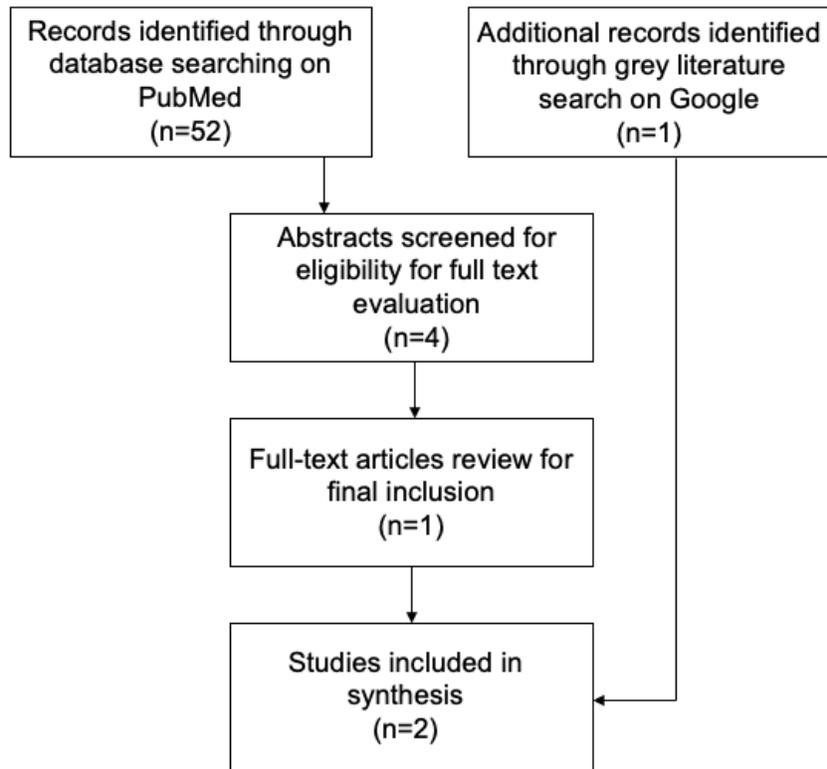 Records identified through
database searching on
PubMed
(n=52)
Additional records identified
through grey literature
search on Google
(n=1)
Abstracts screened for
eligibility for full text
evaluation
(n=4)
Full-text articles review for
final inclusion
(n=1)
Studies included in
synthesis
(n=2)